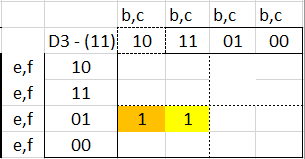 b,c b,c b,c b,c
D3 - (11) 10 11 01 00
e,f 10
e,f 11
e,f 01 1 1
e,f 00